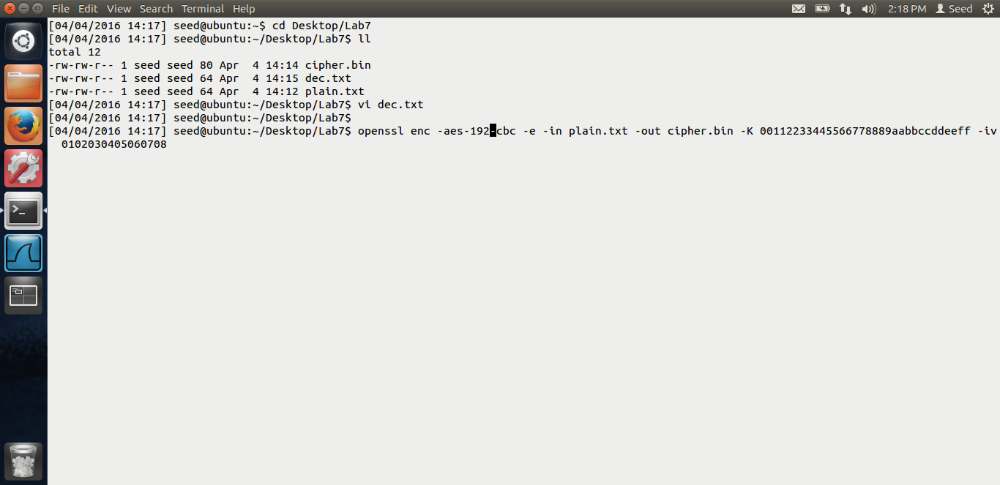 File Edit View Search Terminal Help 2:18 PM Seed
[04/04/2016 14:17] seed@ubuntu:~$ cd Desktop/Lab7
[04/04/2016 14:17] seed@ubuntu:~/Desktop/Lab7$ ll
total 12
-rw-rw-r-- 1 seed seed 80 Apr  4 14:14 cipher.bin
-rw-rw-r-- 1 seed seed 64 Apr  4 14:15 dec.txt
-rw-rw-r-- 1 seed seed 64 Apr  4 14:12 plain.txt
[04/04/2016 14:17] seed@ubuntu:~/Desktop/Lab7$ vi dec.txt
[04/04/2016 14:17] seed@ubuntu:~/Desktop/Lab7$
[04/04/2016 14:17] seed@ubuntu:~/Desktop/Lab7$ openssl enc -aes-192-cbc -e -in plain.txt -out cipher.bin -K 00112233445566778889aabbccddeeff -iv
0102030405060708